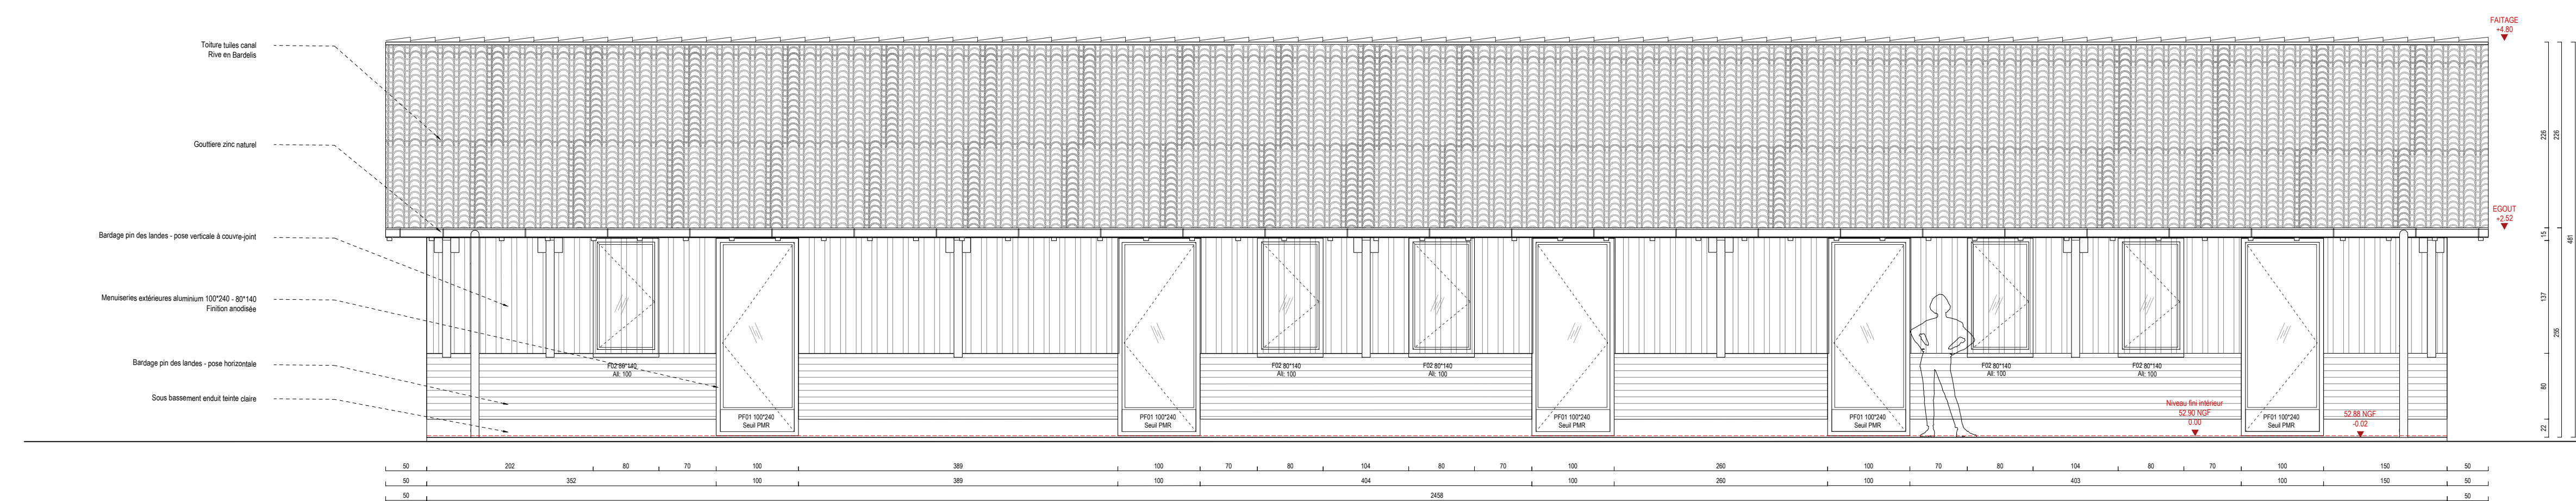 Toiture tuiles canal
Rive en Bardelis
Gouttiere zinc naturel
Bardage pin des landes - pose verticale à couvre-joint
Menuiseries extérieures aluminium 100*240 - 80*140
Finition anodisée
Bardage pin des landes - pose horizontale
Sous bassement enduit teinte claire
FAITAGE
+4.80
EGOUT
+2.52
F02 80*140
All: 100
PF01 100*240
Seuil PMR
PF01 100*240
Seuil PMR
F02 80*140
All: 100
F02 80*140
All: 100
PF01 100*240
Seuil PMR
PF01 100*240
Seuil PMR
F02 80*140
All: 100
F02 80*140
All: 100
Niveau fini intérieur
52.90 NGF
0.00
PF01 100*240
Seuil PMR
52.88 NGF
-0.02
226
15
137
80
22
226
255
481
50 202 80 70 100 389 100 70 80 104 80 70 100 260 100 70 80 104 80 70 100 150 50
50 352 100 389 100 404 100 260 100 403 100 150 50
50 2458 50